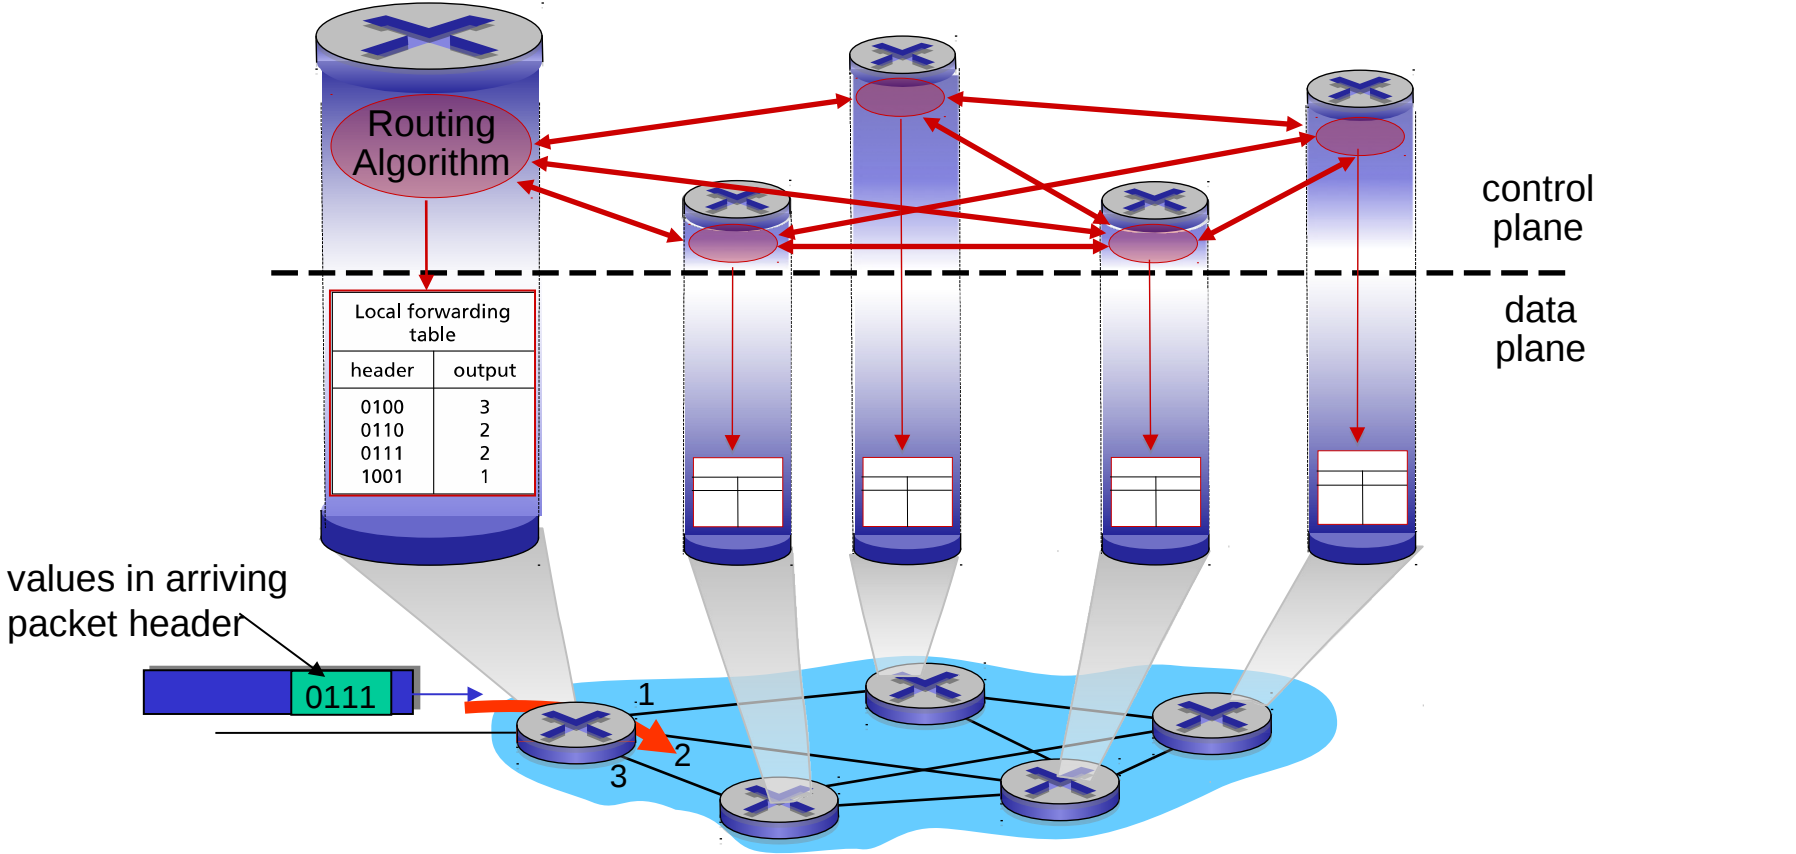 Routing
Algorithm
control
plane
data
plane
Local forwarding
table
header output
0100 3
0110 2
0111 2
1001 1
values in arriving
packet header
0111
1
2
3